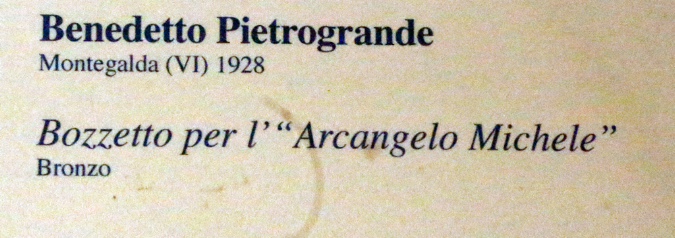 Benedetto Pietrogrande
Montegalda (VI) 1928
Bozzetto per l'“Arcangelo Michele”
Bronzo